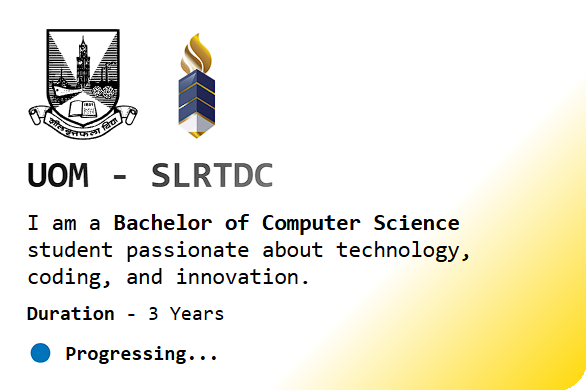 शीलवृत्तफला विद्या
UOM - SLRTDC
I am a Bachelor of Computer Science
student passionate about technology,
coding, and innovation.
Duration - 3 Years
Progressing...